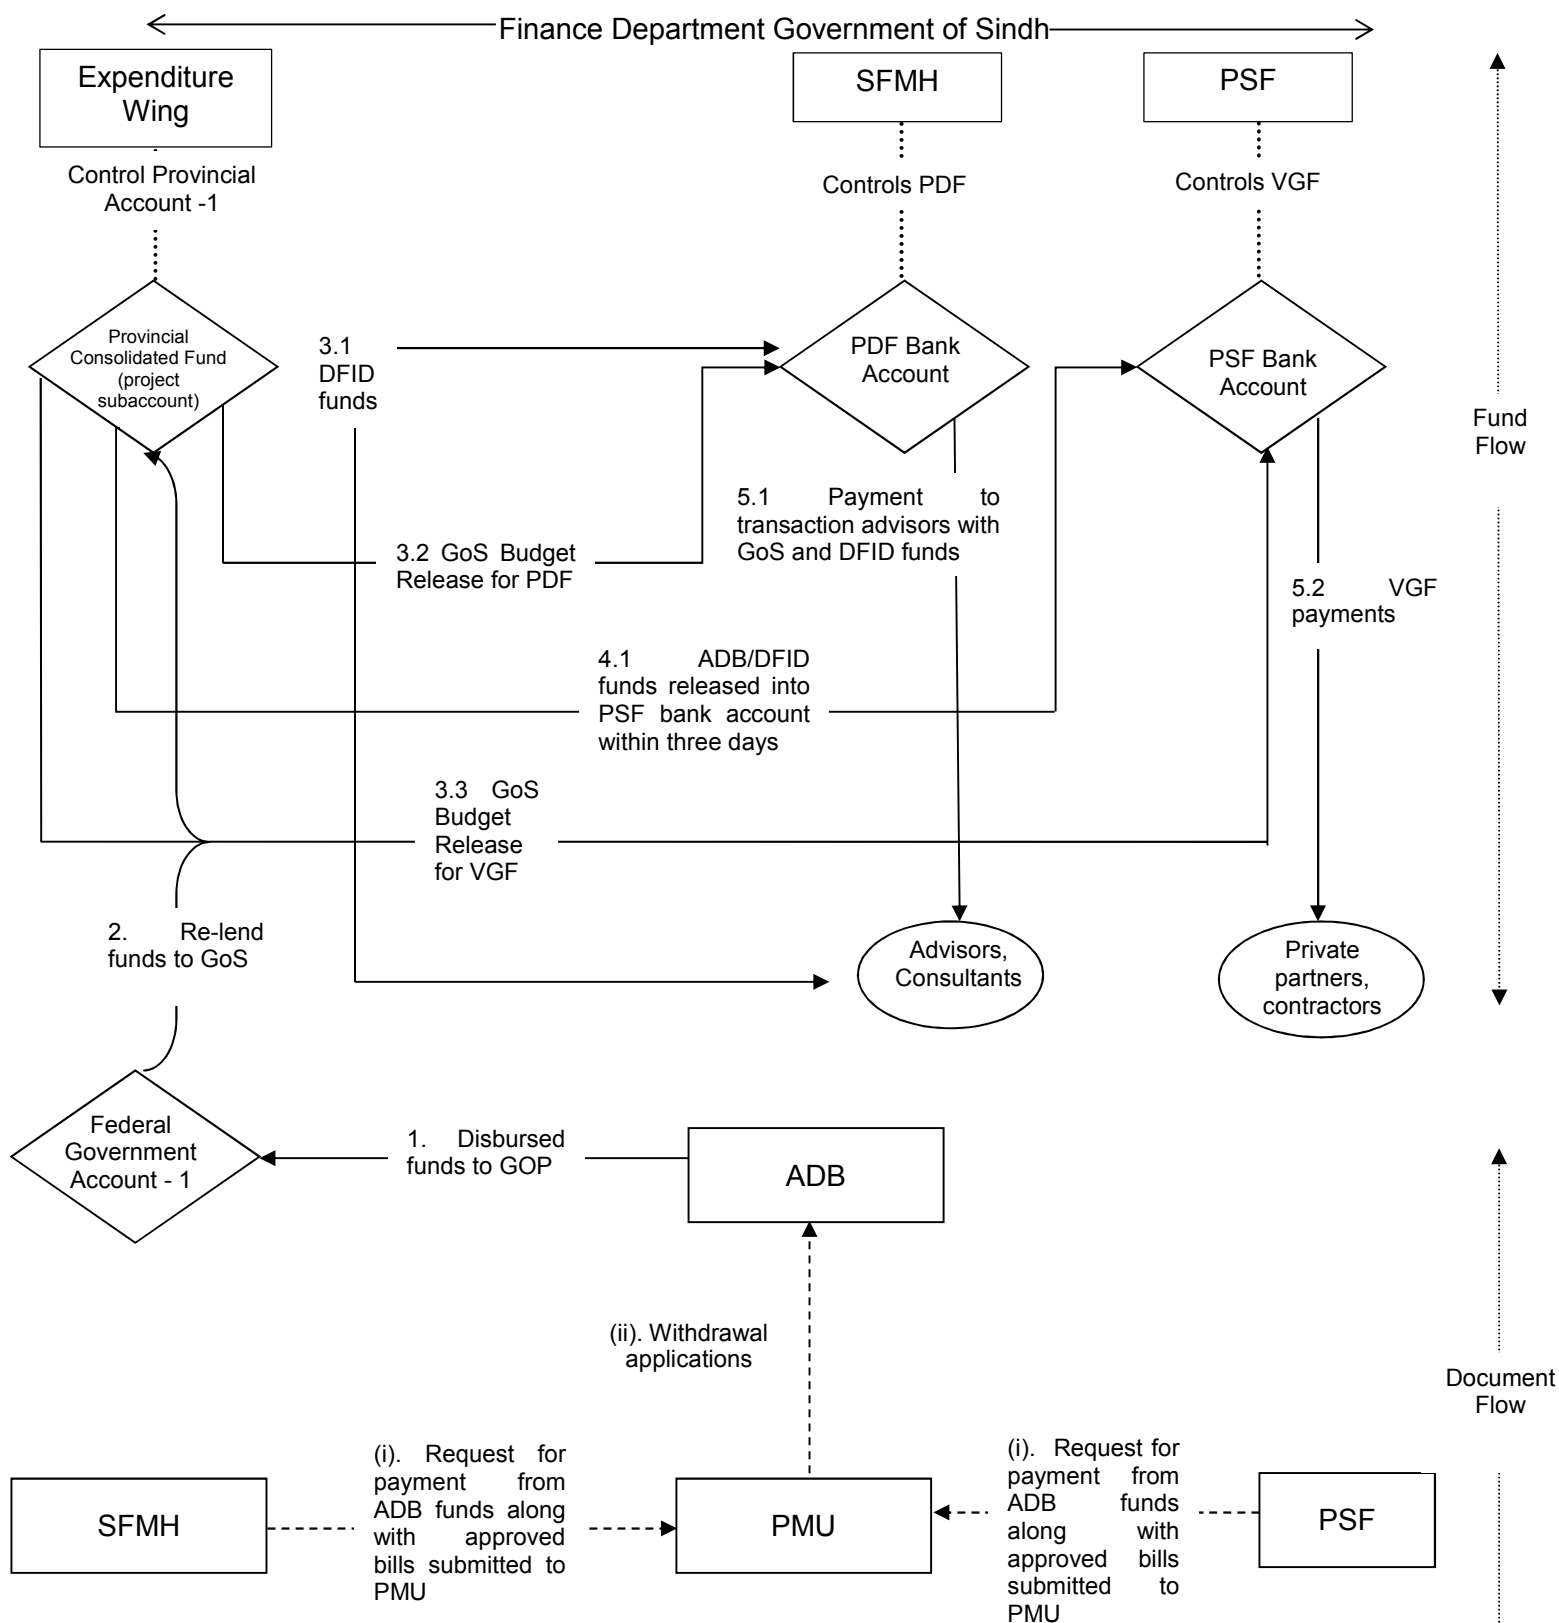 Finance Department Government of Sindh
Expenditure
Wing
SFMH
PSF
Control Provincial
Account -1
Controls PDF
Controls VGF
Provincial
Consolidated Fund
(project
subaccount)
3.1
DFID
funds
PDF Bank
Account
PSF Bank
Account
Fund
Flow
3.2 GoS Budget
Release for PDF
5.1 Payment to
transaction advisors with
GoS and DFID funds
5.2 VGF
payments
4.1 ADB/DFID
funds released into
PSF bank account
within three days
3.3 GoS
Budget
Release
for VGF
2. Re-lend
funds to GoS
Advisors,
Consultants
Private
partners,
contractors
Federal
Government
Account - 1
1. Disbursed
funds to GOP
ADB
(ii). Withdrawal
applications
Document
Flow
SFMH
(i). Request for
payment from
ADB funds along
with approved
bills submitted to
PMU
PMU
(i). Request for
payment from
ADB funds
along with
approved bills
submitted to
PMU
PSF